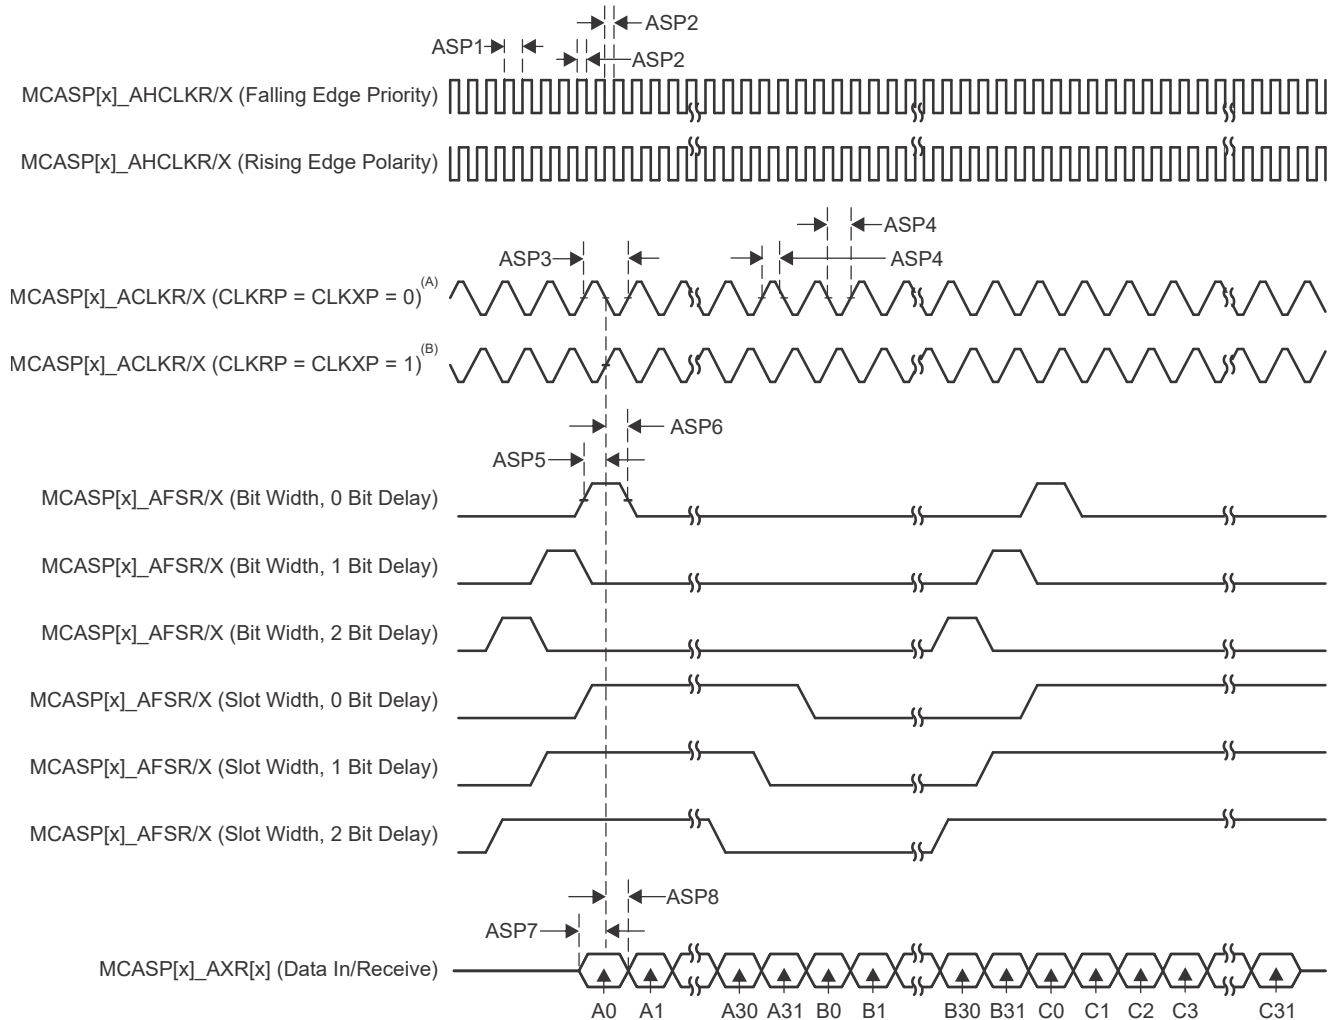 ASP2
ASP1
ASP2
MCASP[x]_AHCLKR/X (Falling Edge Priority)
MCASP[x]_AHCLKR/X (Rising Edge Polarity)
ASP4
ASP3
ASP4
MCASP[x]_ACLKR/X (CLKRP = CLKXP = 0)(A)
MCASP[x]_ACLKR/X (CLKRP = CLKXP = 1)(B)
ASP6
ASP5
MCASP[x]_AFSR/X (Bit Width, 0 Bit Delay)
MCASP[x]_AFSR/X (Bit Width, 1 Bit Delay)
MCASP[x]_AFSR/X (Bit Width, 2 Bit Delay)
MCASP[x]_AFSR/X (Slot Width, 0 Bit Delay)
MCASP[x]_AFSR/X (Slot Width, 1 Bit Delay)
MCASP[x]_AFSR/X (Slot Width, 2 Bit Delay)
ASP8
ASP7
MCASP[x]_AXR[x] (Data In/Receive)
A0 A1 A30 A31 B0 B1 B30 B31 C0 C1 C2 C3 C31